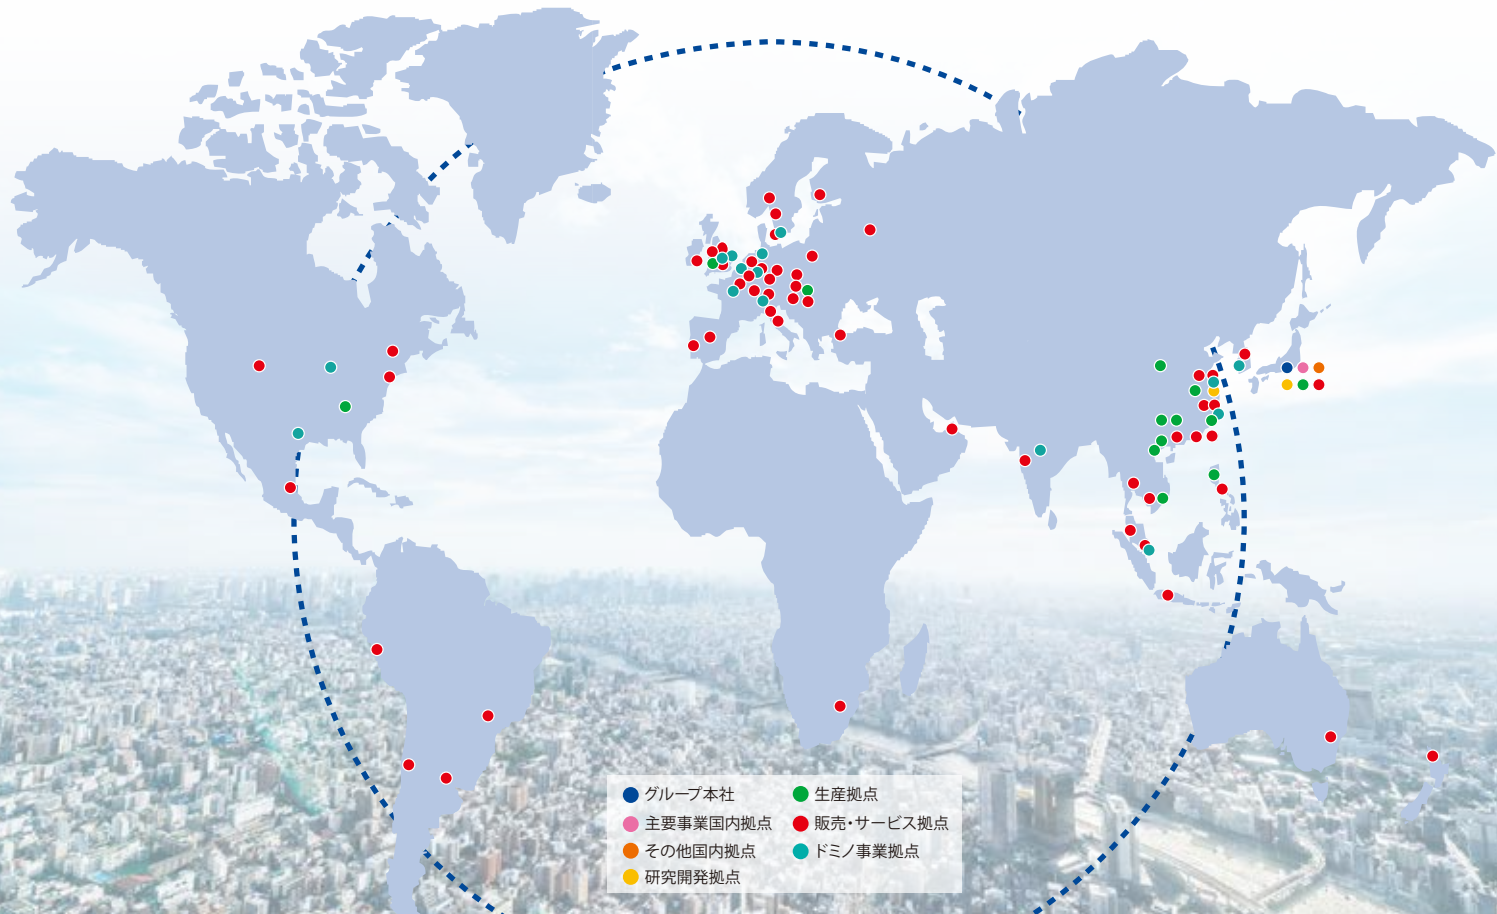 グループ本社
主要事業国内拠点
その他国内拠点
研究開発拠点
生産拠点
販売・サービス拠点
ドミノ事業拠点